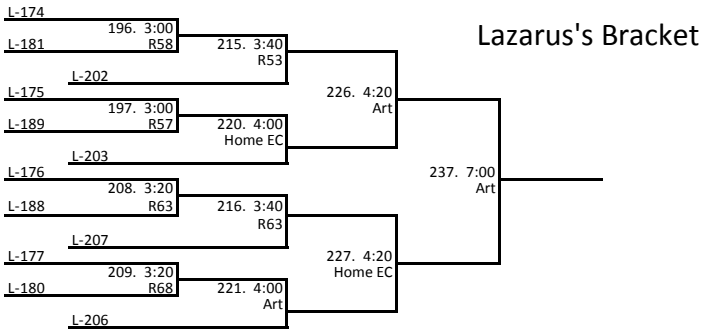 L-174
Lazarus's Bracket
196. 3:00
L-181
R58
215. 3:40
R53
L-202
L-175
226. 4:20
197. 3:00
Art
L-189
R57
220. 4:00
Home EC
L-203
L-176
237. 7:00
208. 3:20
Art
L-188
R63
216. 3:40
R63
L-207
L-177
227. 4:20
209. 3:20
Home EC
L-180
R68
221. 4:00
Art
L-206